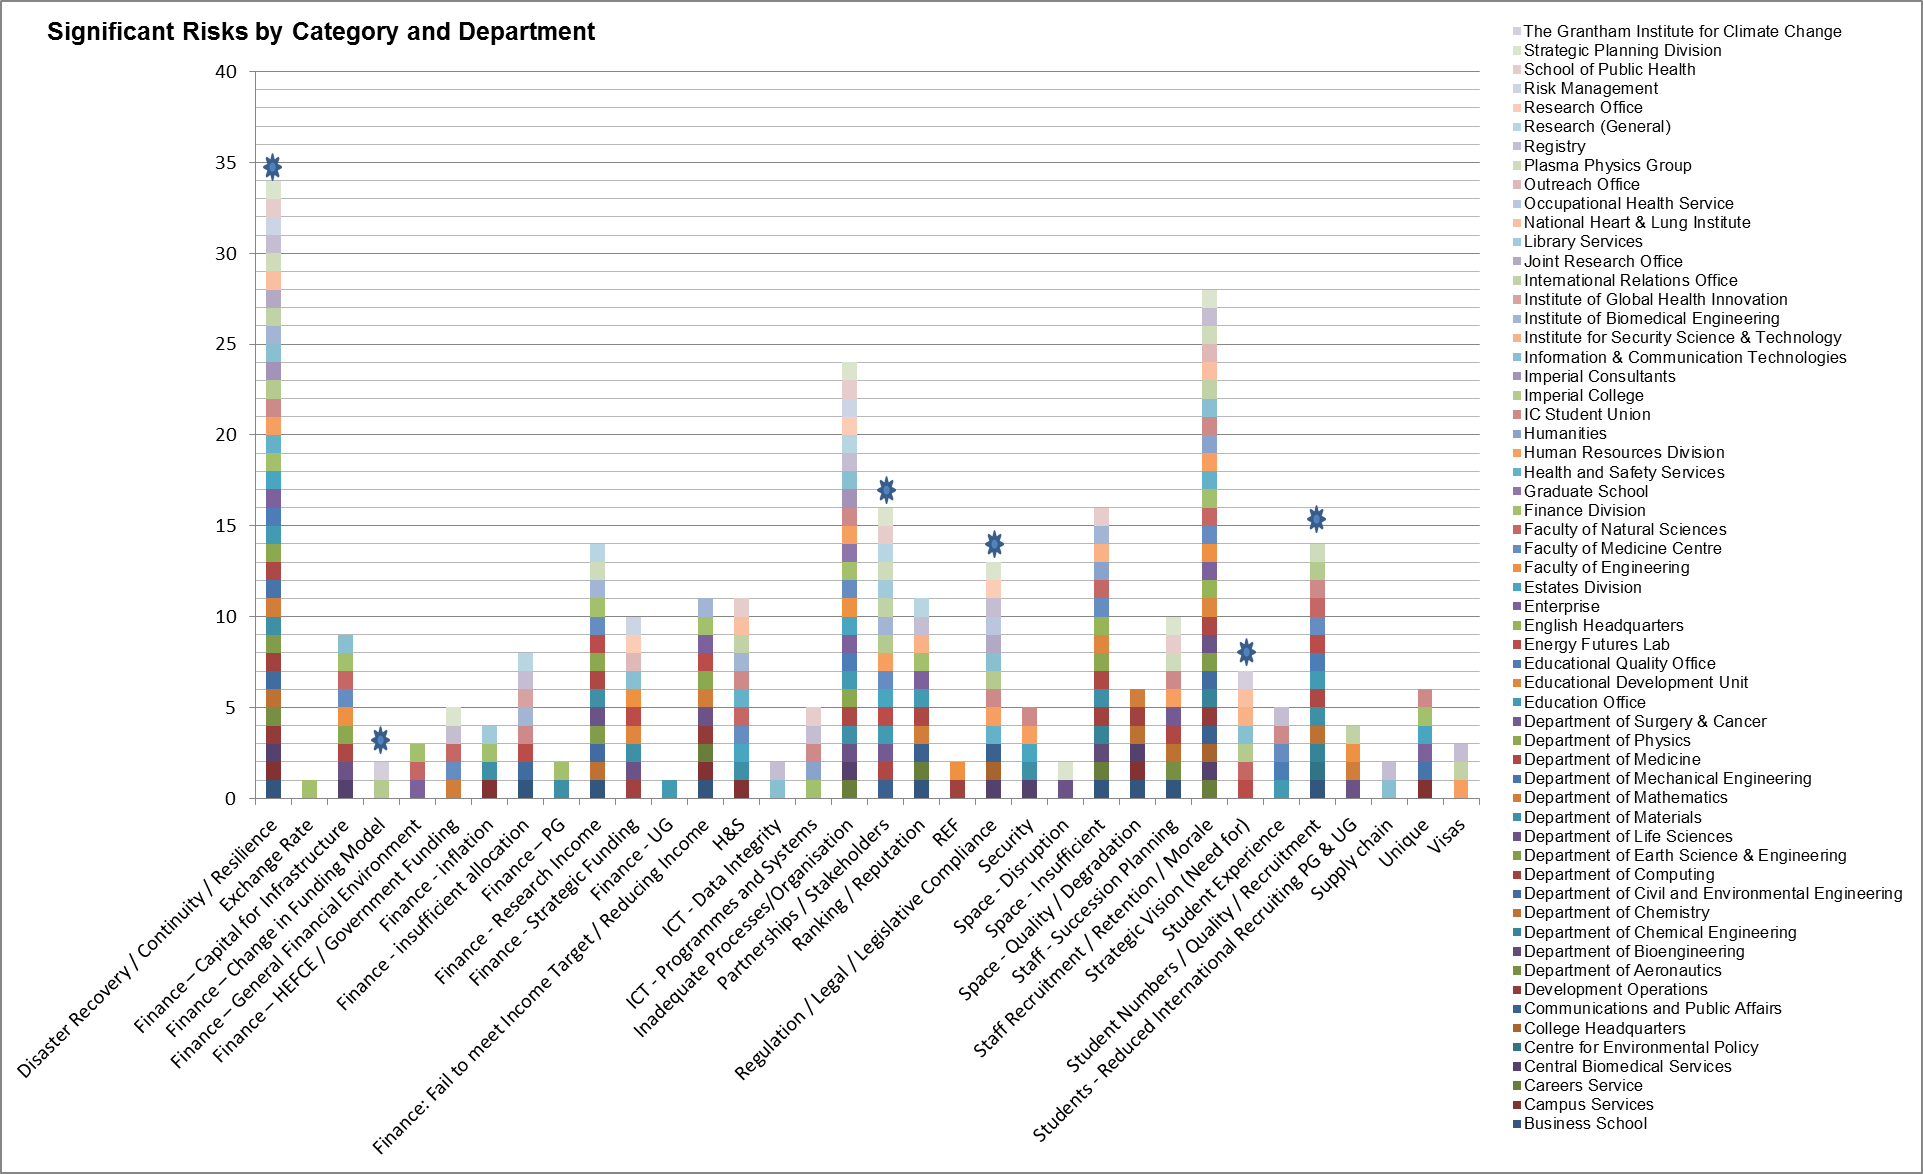 Significant Risks by Category and Department
40
35
30
25
20
15
10
5
0
Disaster Recovery / Continuity / Resilience
Exchange Rate
Finance – Capital for Infrastructure
Finance – Change in Funding Model
Finance – General Financial Environment
Finance – HEFCE / Government Funding
Finance - inflation
Finance - insufficient allocation
Finance – PG
Finance - Research Income
Finance - Strategic Funding
Finance - UG
Finance: Fail to meet Income Target / Reducing Income
H&S
ICT - Data Integrity
ICT - Programmes and Systems
Inadequate Processes/Organisation
Partnerships / Stakeholders
Ranking / Reputation
REF
Regulation / Legal / Legislative Compliance
Security
Space - Disruption
Space - Insufficient
Space - Quality / Degradation
Staff - Succession Planning
Staff Recruitment / Retention / Morale
Strategic Vision (Need for)
Student Experience
Student Numbers / Quality / Recruitment
Students - Reduced International Recruiting PG & UG
Supply chain
Unique
Visas
The Grantham Institute for Climate Change
Strategic Planning Division
School of Public Health
Risk Management
Research Office
Research (General)
Registry
Plasma Physics Group
Outreach Office
Occupational Health Service
National Heart & Lung Institute
Library Services
Joint Research Office
International Relations Office
Institute of Global Health Innovation
Institute of Biomedical Engineering
Institute for Security Science & Technology
Information & Communication Technologies
Imperial Consultants
Imperial College
IC Student Union
Humanities
Human Resources Division
Health and Safety Services
Graduate School
Finance Division
Faculty of Natural Sciences
Faculty of Medicine Centre
Faculty of Engineering
Estates Division
Enterprise
English Headquarters
Energy Futures Lab
Educational Quality Office
Educational Development Unit
Education Office
Department of Surgery & Cancer
Department of Physics
Department of Medicine
Department of Mechanical Engineering
Department of Mathematics
Department of Materials
Department of Life Sciences
Department of Earth Science & Engineering
Department of Computing
Department of Civil and Environmental Engineering
Department of Chemistry
Department of Chemical Engineering
Department of Bioengineering
Department of Aeronautics
Development Operations
Communications and Public Affairs
College Headquarters
Centre for Environmental Policy
Central Biomedical Services
Careers Service
Campus Services
Business School